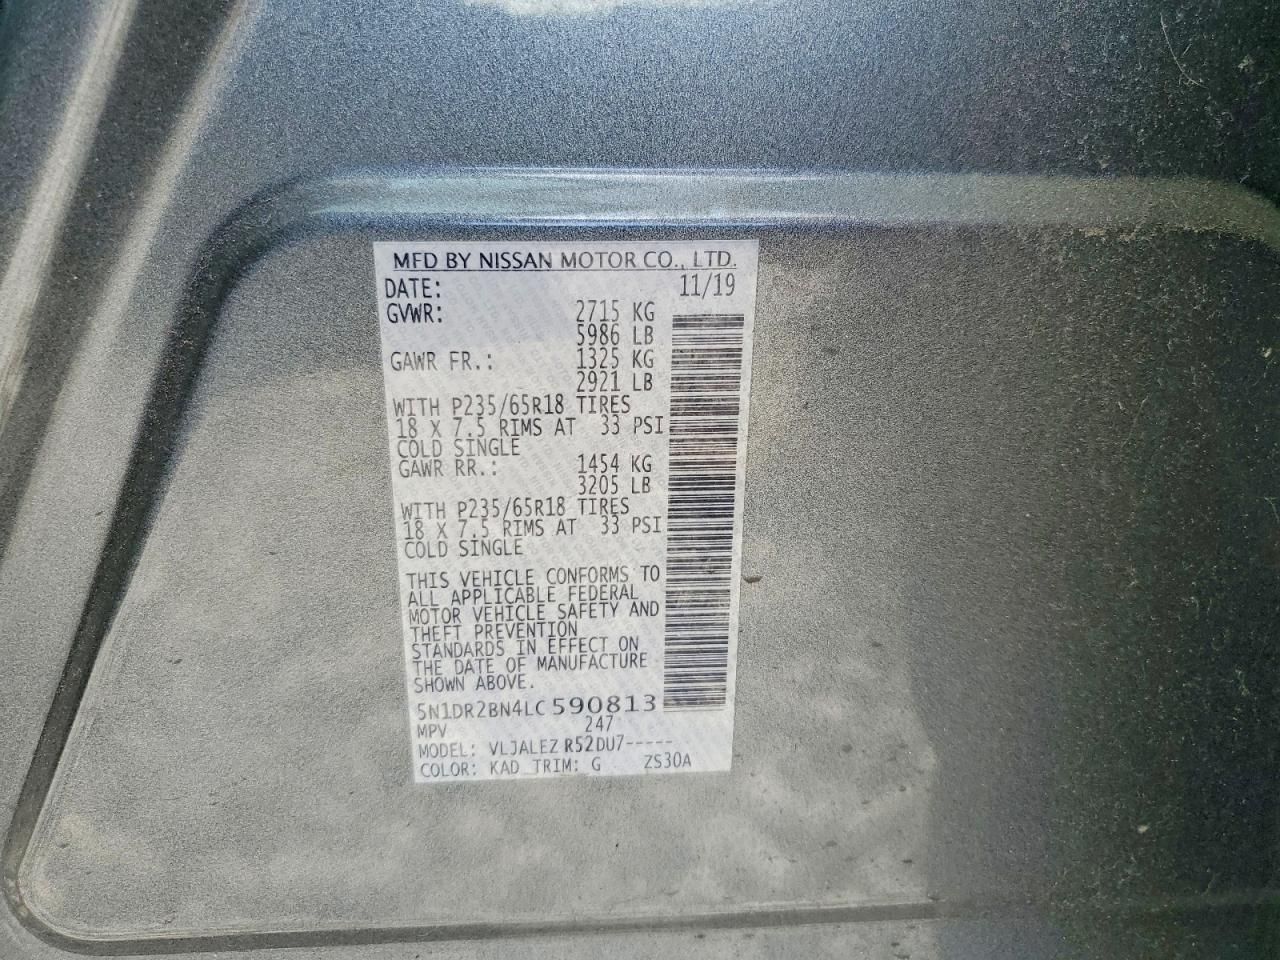 MFD BY NISSAN MOTOR CO., LTD.
DATE: 11/19
GVWR: 2715 KG
5986 LB
GAWR FR.: 1325 KG
2921 LB
WITH P235/65R18 TIRES
18 X 7.5 RIMS AT 33 PSI
COLD SINGLE
GAWR RR.: 1454 KG
3205 LB
WITH P235/65R18 TIRES
18 X 7.5 RIMS AT 33 PSI
COLD SINGLE
THIS VEHICLE CONFORMS TO
ALL APPLICABLE FEDERAL
MOTOR VEHICLE SAFETY AND
THEFT PREVENTION
STANDARDS IN EFFECT ON
THE DATE OF MANUFACTURE
SHOWN ABOVE.
5N1DR2BN4LC590813
MPV 247
MODEL: VLJALEZ R52DU7-----
COLOR: KAD TRIM: G ZS30A